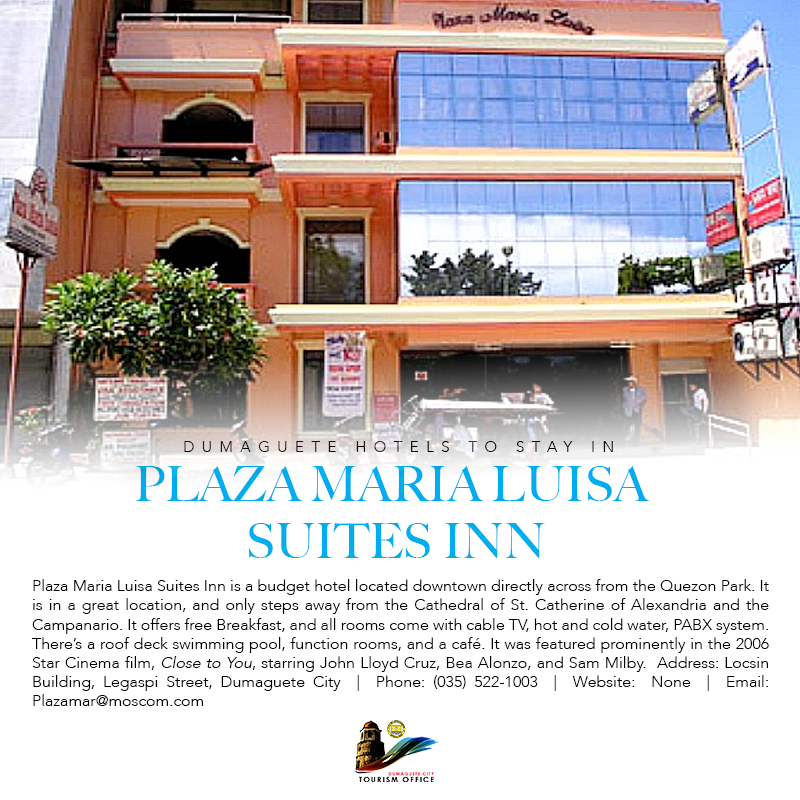 Plaza Maria Luisa
DUMAGUETE HOTELS TO STAY IN
PLAZA MARIA LUISA
SUITES INN
Plaza Maria Luisa Suites Inn is a budget hotel located downtown directly across from the Quezon Park. It
is in a great location, and only steps away from the Cathedral of St. Catherine of Alexandria and the
Campanario. It offers free Breakfast, and all rooms come with cable TV, hot and cold water, PABX system.
There's a roof deck swimming pool, function rooms, and a café. It was featured prominently in the 2006
Star Cinema film, Close to You, starring John Lloyd Cruz, Bea Alonzo, and Sam Milby. Address: Locsin
Building, Legaspi Street, Dumaguete City | Phone: (035) 522-1003 | Website: None | Email:
Plazamar@moscom.com
DUMAGUETE CITY
TOURISM OFFICE